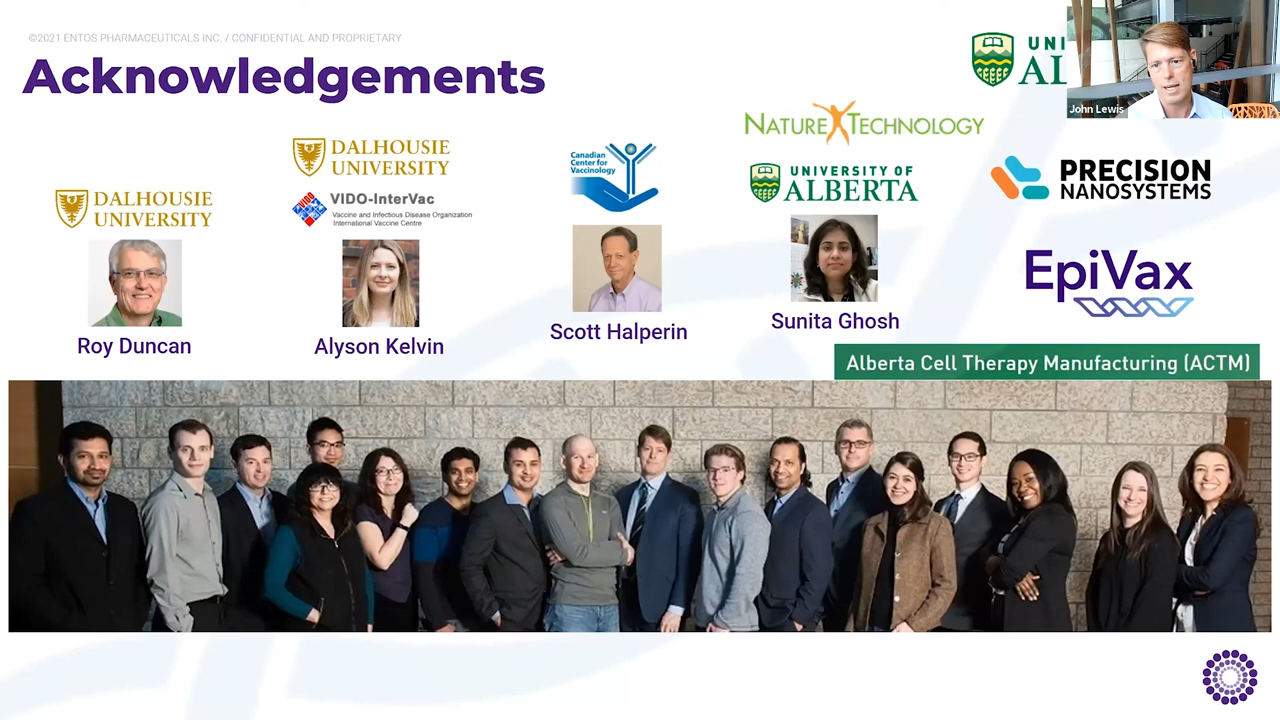 ©2021 ENTOS PHARMACEUTICALS INC. / CONFIDENTIAL AND PROPRIETARY
Acknowledgements
UNI
AL
John Lewis
NATURE TECHNOLOGY
DALHOUSIE
UNIVERSITY
Canadian
Center for
Vaccinology
UNIVERSITY OF
ALBERTA
PRECISION
NANOSYSTEMS
DALHOUSIE
UNIVERSITY
VIDO-InterVac
Vaccine and Infectious Disease Organization
International Vaccine Centre
EpiVax
Roy Duncan
Alyson Kelvin
Scott Halperin
Sunita Ghosh
Alberta Cell Therapy Manufacturing (ACTM)